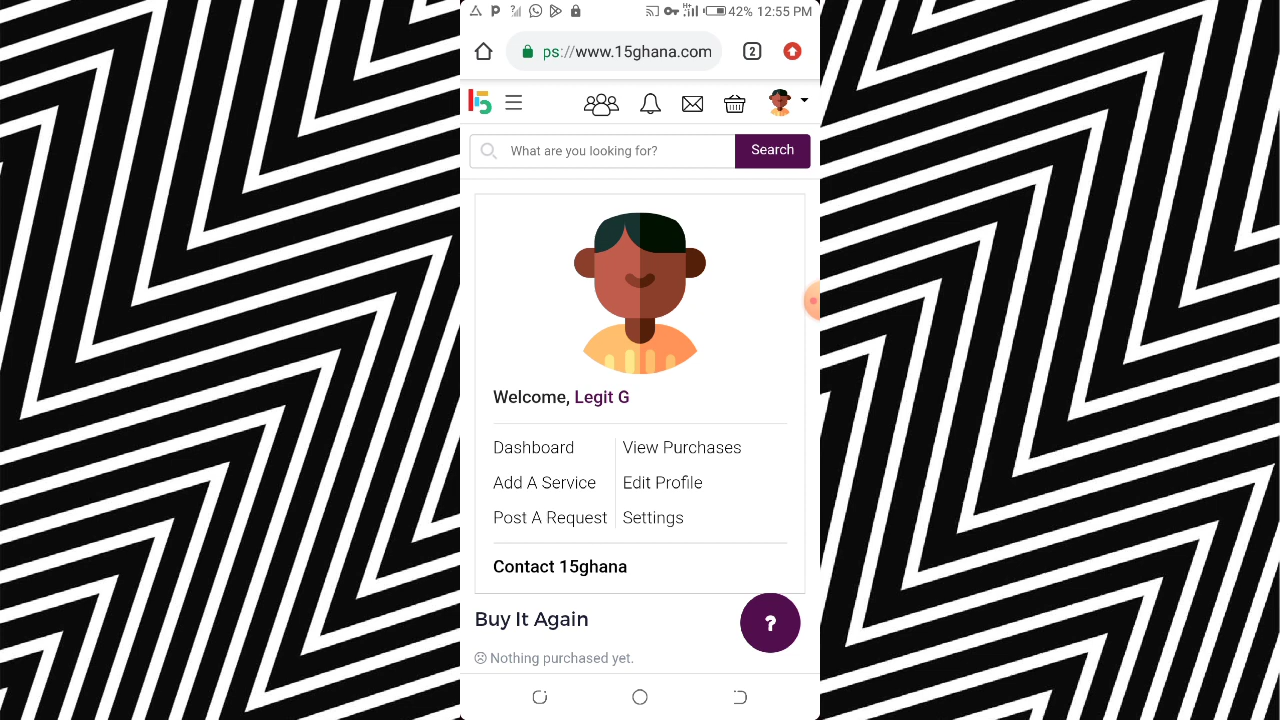 42% 12:55 PM
ps://www.15ghana.com
2
15
What are you looking for?
Search
Welcome, Legit G
Dashboard
View Purchases
Add A Service
Edit Profile
Post A Request
Settings
Contact 15ghana
Buy It Again
?
Nothing purchased yet.